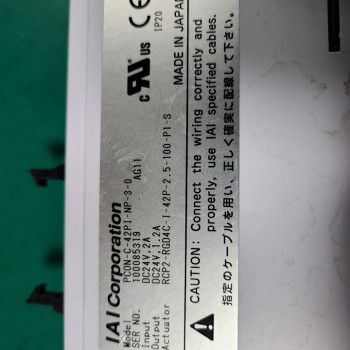 IAI Corporation
Model PCON-C-42PI-NP-3-0
SER NO. 100085319 AG11
Input DC24V, 2A
Output DC24V, 1.2A
Actuator RCP2-RGD4C-I-42P-2.5-100-P1-S
c RU US
CE
IP20
MADE IN JAPAN
CAUTION: Connect the wiring correctly and
properly, use IAI specified cables.
指定のケーブルを用い、正しく確実に配線して下さい。